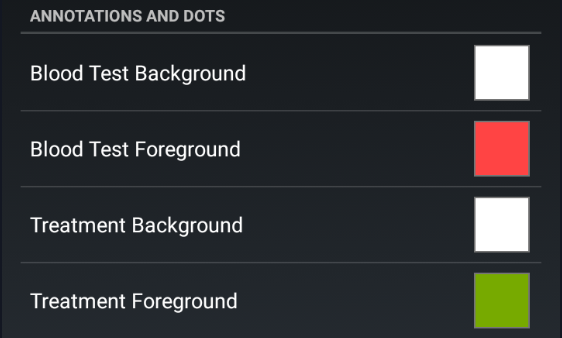 ANNOTATIONS AND DOTS
Blood Test Background
Blood Test Foreground
Treatment Background
Treatment Foreground